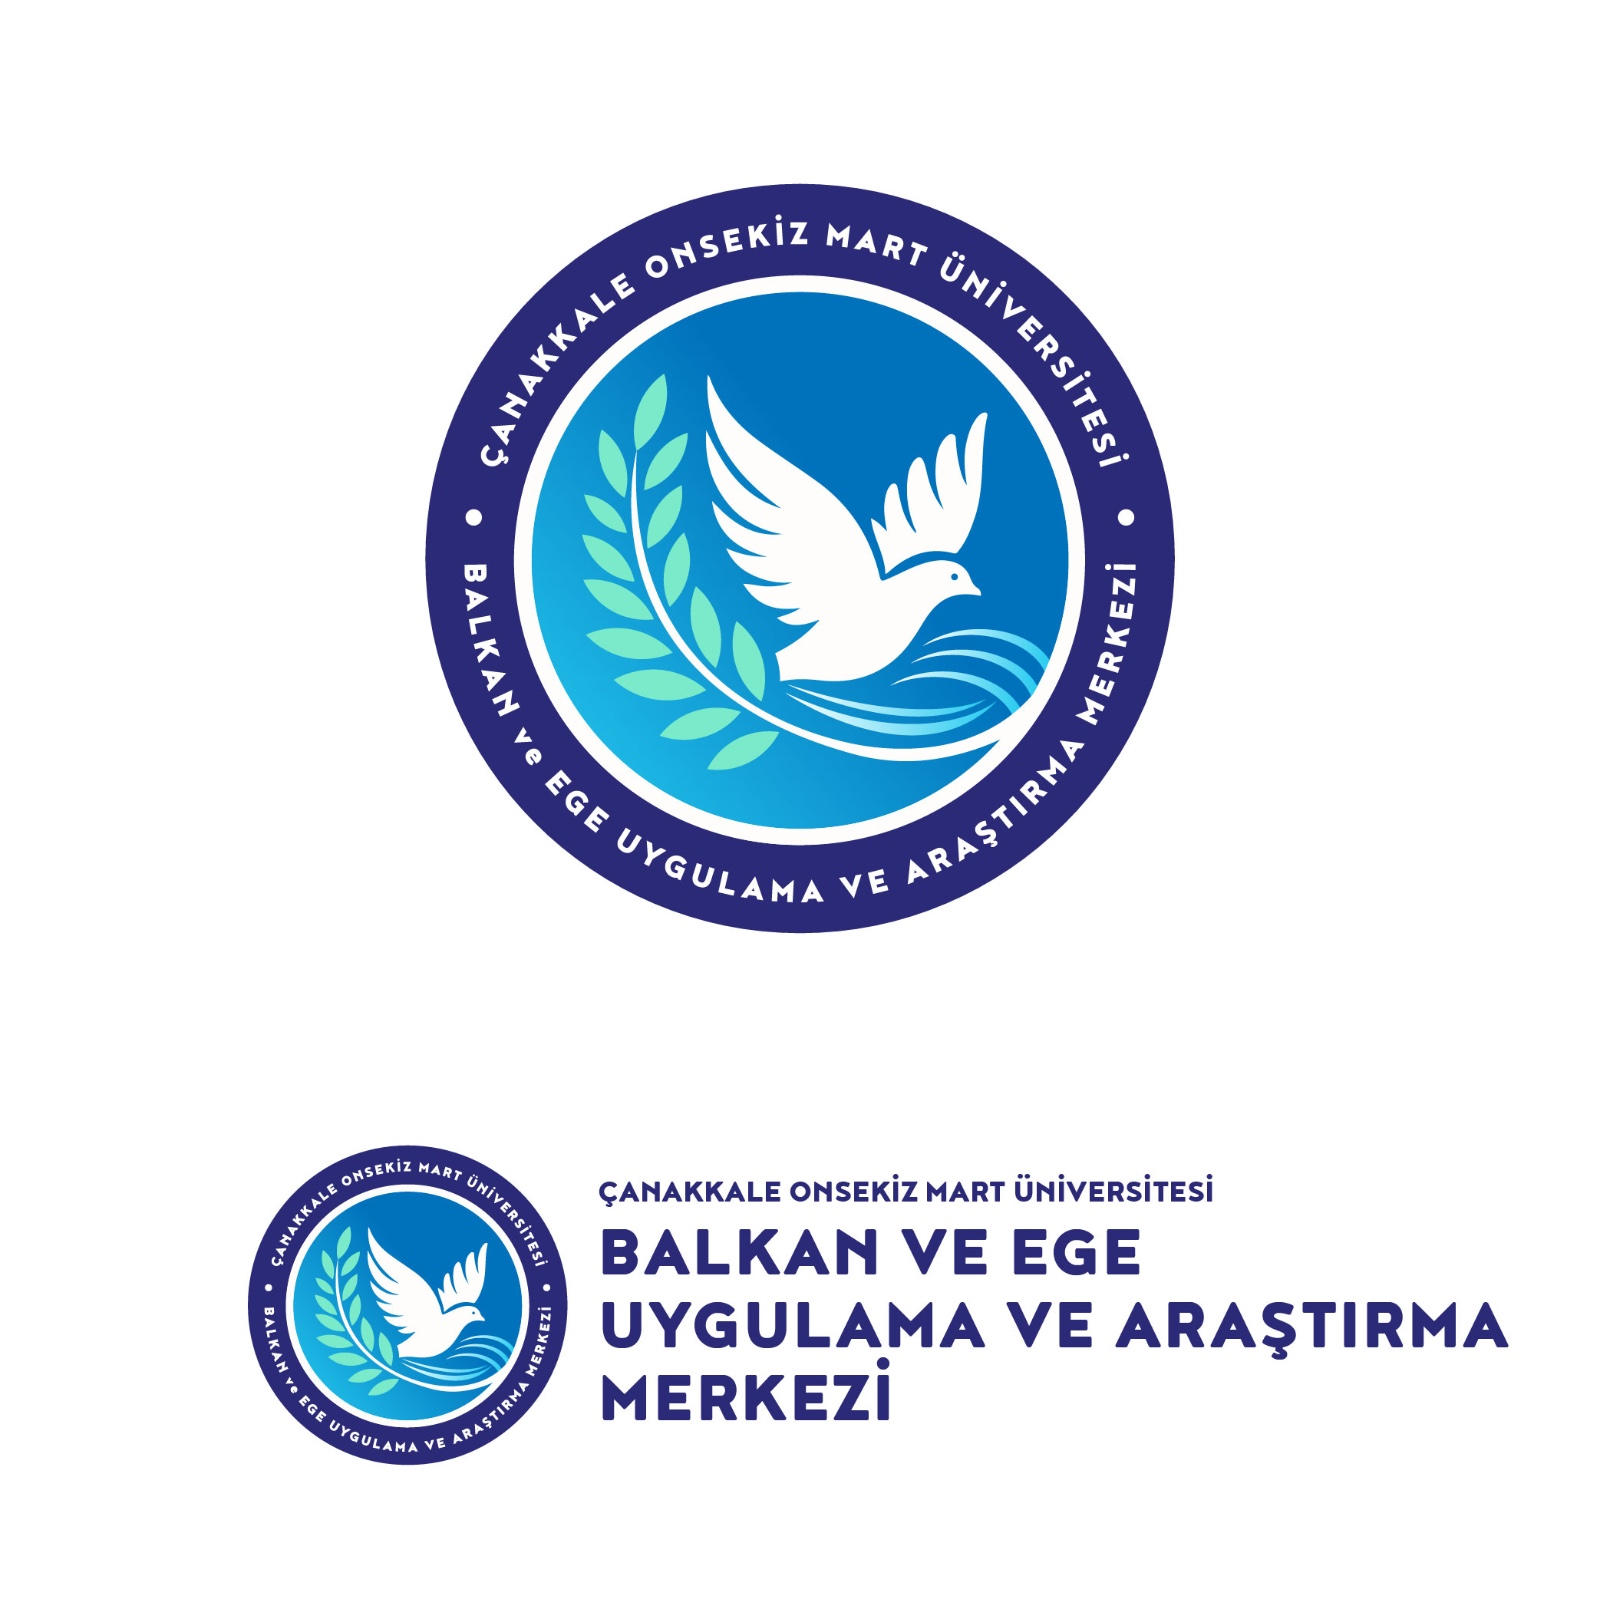 ÇANAKKALE ONSEKİZ MART ÜNİVERSİTESİ
BALKAN ve EGE UYGULAMA VE ARAŞTIRMA MERKEZİ
ÇANAKKALE ONSEKİZ MART ÜNİVERSİTESİ
BALKAN ve EGE UYGULAMA VE ARAŞTIRMA MERKEZİ
ÇANAKKALE ONSEKİZ MART ÜNİVERSİTESİ
BALKAN VE EGE
UYGULAMA VE ARAŞTIRMA
MERKEZİ